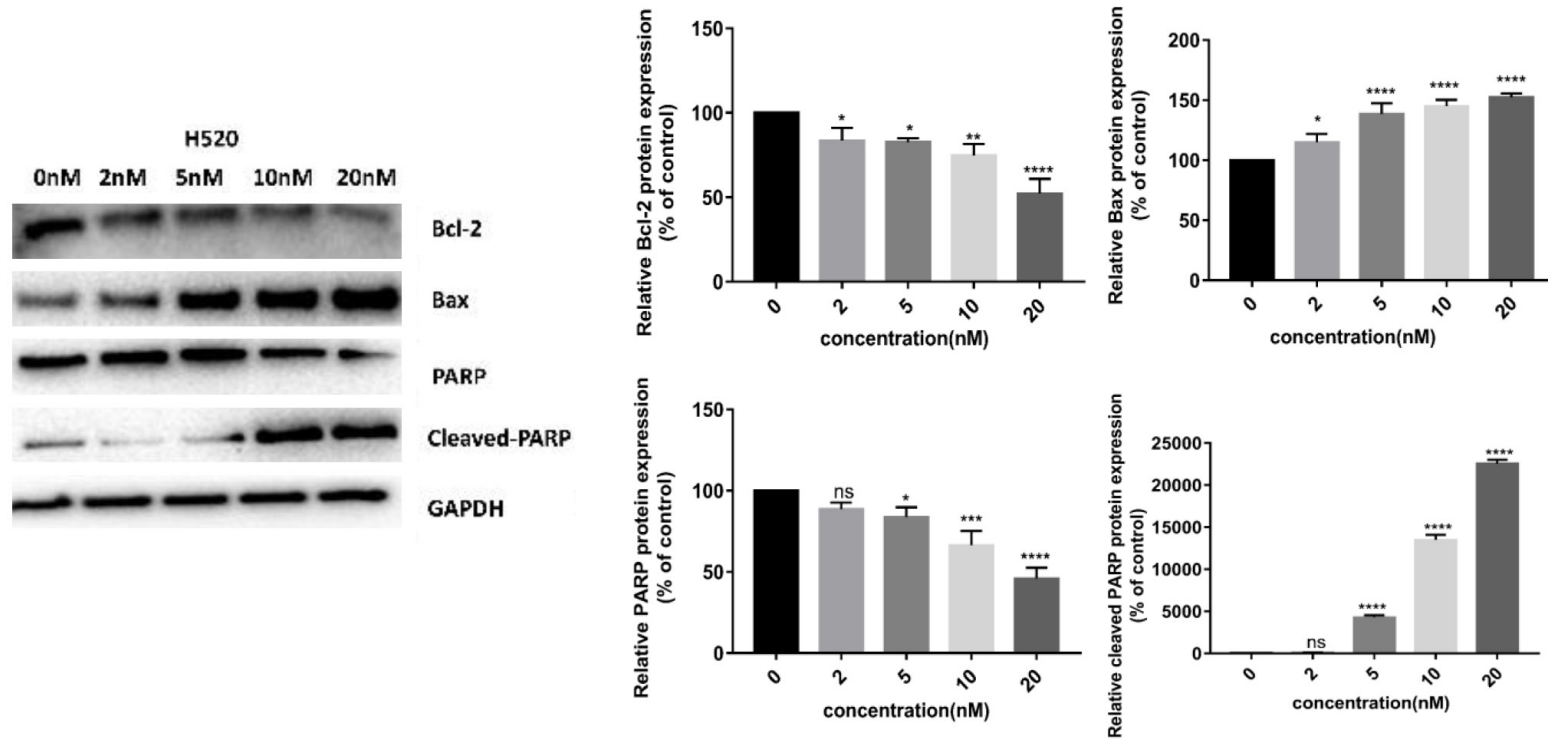 H520
0nM 2nM 5nM 10nM 20nM
Bcl-2
Bax
PARP
Cleaved-PARP
GAPDH
Relative Bcl-2 protein expression
(% of control)
150
100
50
0
* * ** ****
0 2 5 10 20
concentration(nM)
Relative Bax protein expression
(% of control)
200
150
100
50
0
* **** **** ****
0 2 5 10 20
concentration(nM)
Relative PARP protein expression
(% of control)
150
100
50
0
ns * *** ****
0 2 5 10 20
concentration(nM)
Relative cleaved PARP protein expression
(% of control)
25000
20000
15000
10000
5000
0
ns **** **** ****
0 2 5 10 20
concentration(nM)